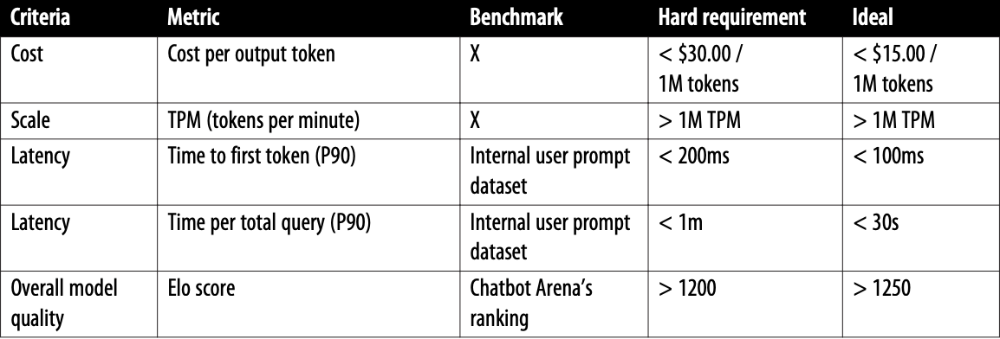 Criteria Metric Benchmark Hard requirement Ideal
Cost Cost per output token X < $30.00 / < $15.00 /
1M tokens 1M tokens
Scale TPM (tokens per minute) X > 1M TPM > 1M TPM
Latency Time to first token (P90) Internal user prompt < 200ms < 100ms
dataset
Latency Time per total query (P90) Internal user prompt < 1m < 30s
dataset
Overall model Elo score Chatbot Arena’s > 1200 > 1250
quality ranking